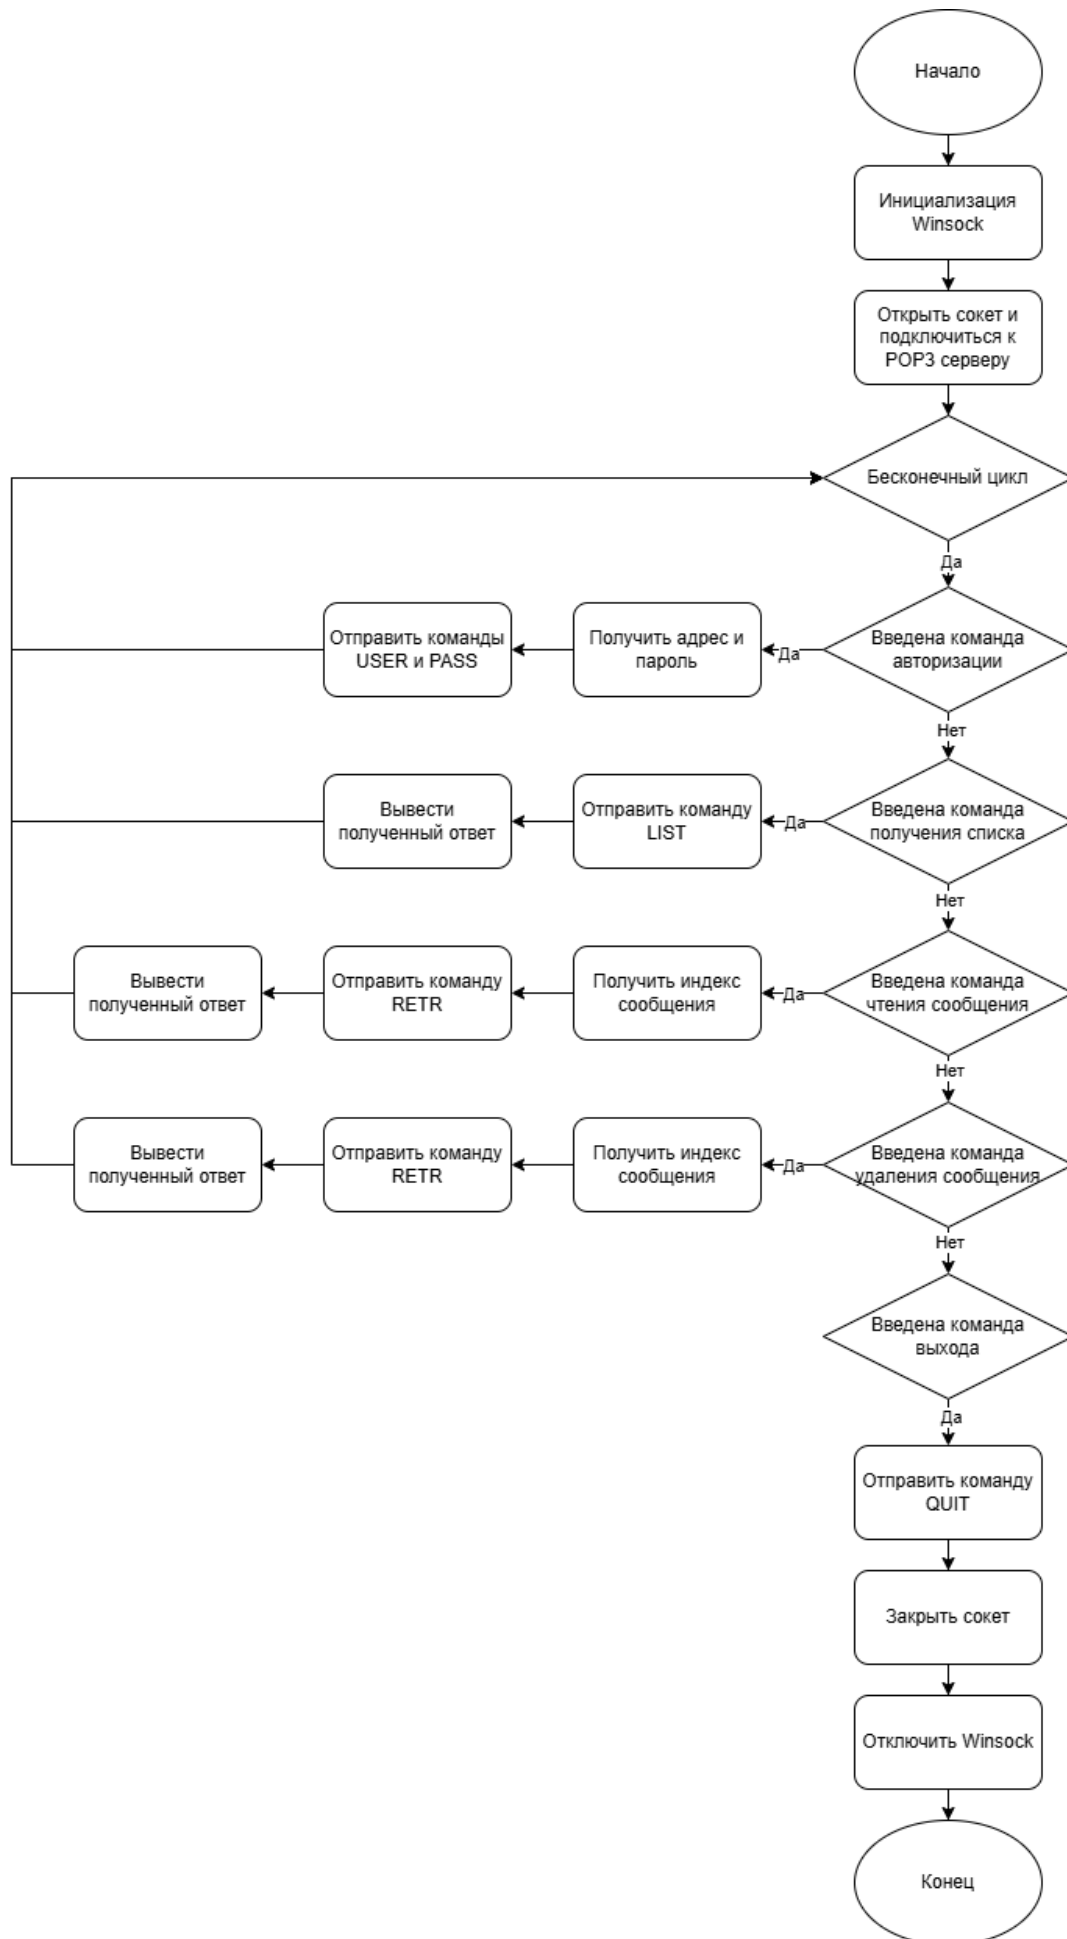 Начало
Инициализация
Winsock
Открыть сокет и
подключиться к
POP3 серверу
Бесконечный цикл
Да
Отправить команды
USER и PASS
Получить адрес и
пароль
Да
Введена команда
авторизации
Нет
Вывести
полученный ответ
Отправить команду
LIST
Да
Введена команда
получения списка
Нет
Вывести
полученный ответ
Отправить команду
RETR
Получить индекс
сообщения
Да
Введена команда
чтения сообщения
Нет
Вывести
полученный ответ
Отправить команду
RETR
Получить индекс
сообщения
Да
Введена команда
удаления сообщения
Нет
Введена команда
выхода
Да
Отправить команду
QUIT
Закрыть сокет
Отключить Winsock
Конец